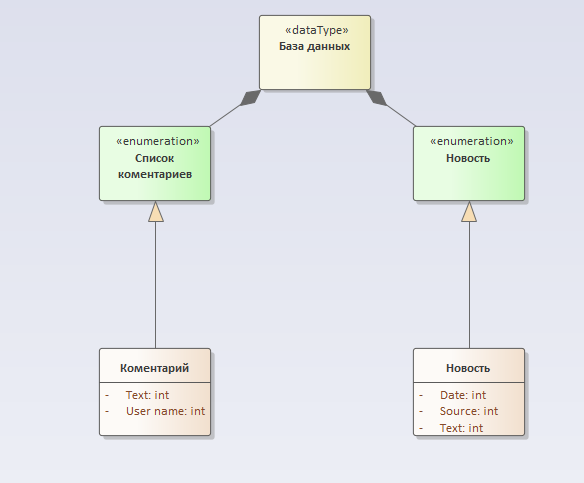 «dataType»
База данных
«enumeration»
Список
коментариев
«enumeration»
Новость
Коментарий
- Text: int
- User name: int
Новость
- Date: int
- Source: int
- Text: int